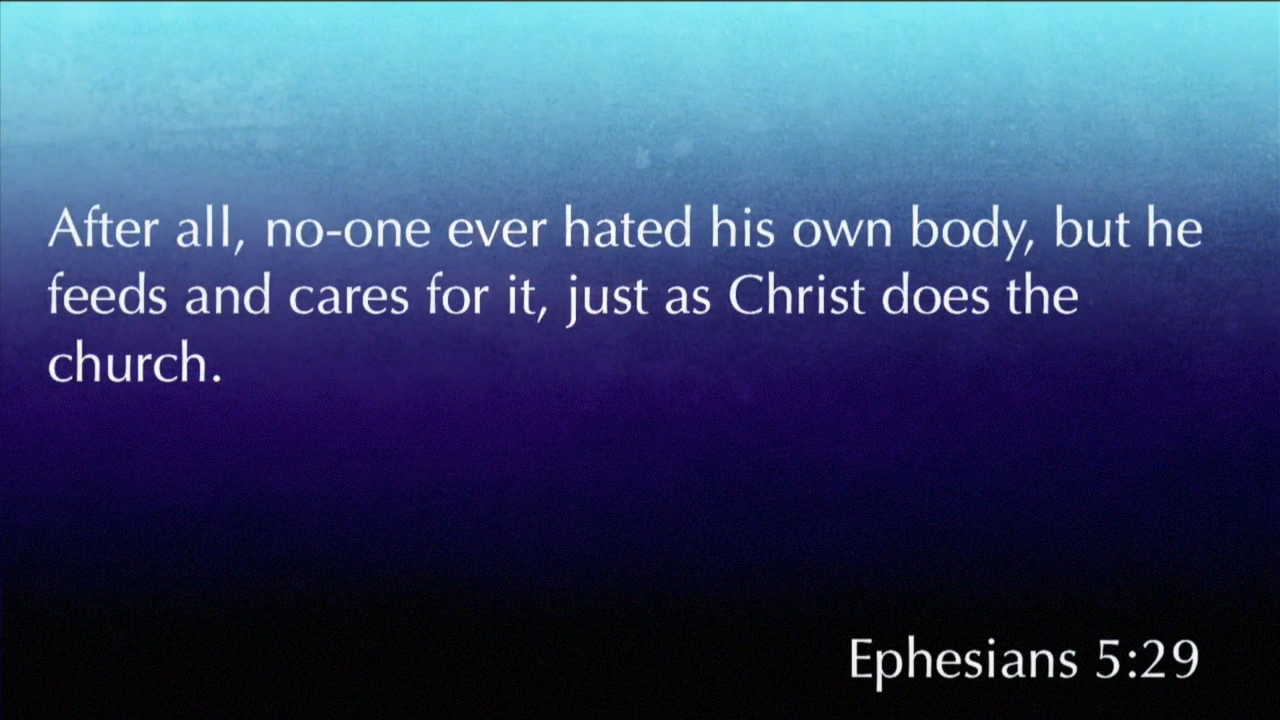 After all, no-one ever hated his own body, but he
feeds and cares for it, just as Christ does the
church.
Ephesians 5:29